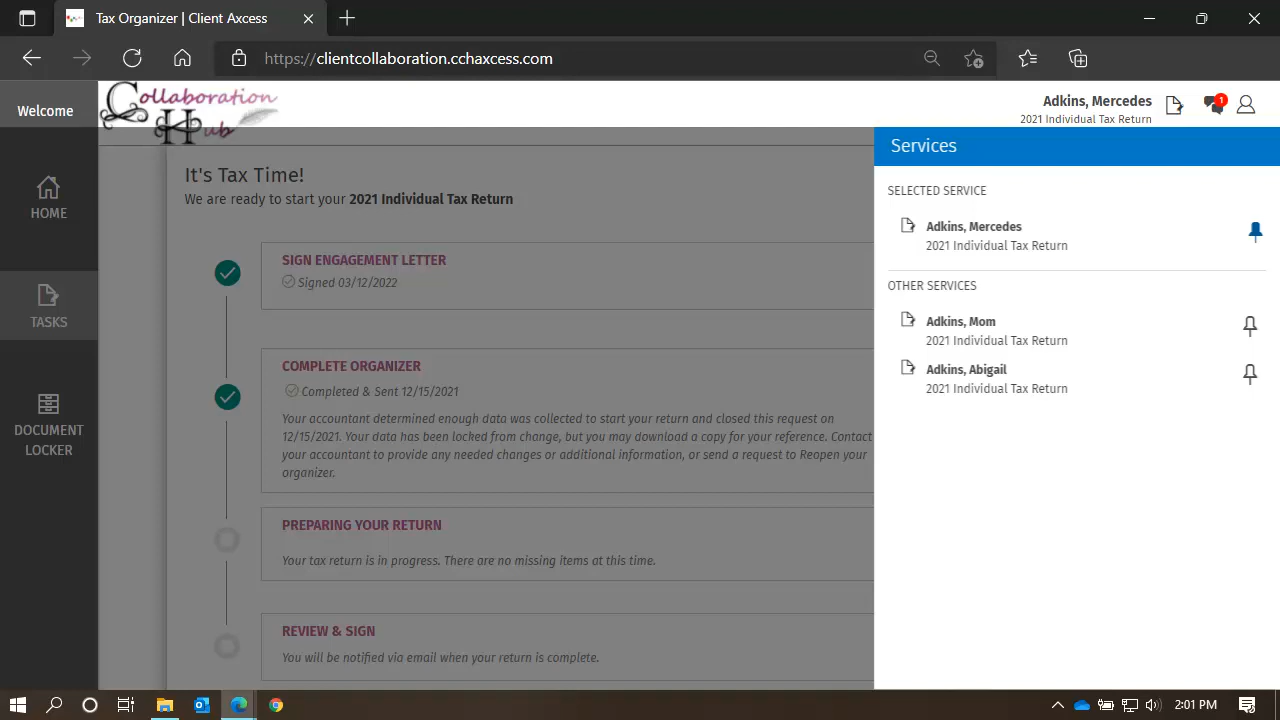 Tax Organizer | Client Axcess
https://clientcollaboration.cchaxcess.com
Welcome
Collaboration
Hub
Adkins, Mercedes
2021 Individual Tax Return
1
HOME
TASKS
DOCUMENT
LOCKER
It's Tax Time!
We are ready to start your 2021 Individual Tax Return
SIGN ENGAGEMENT LETTER
Signed 03/12/2022
COMPLETE ORGANIZER
Completed & Sent 12/15/2021
Your accountant determined enough data was collected to start your return and closed this request on
12/15/2021. Your data has been locked from change, but you may download a copy for your reference. Contact
your accountant to provide any needed changes or additional information, or send a request to Reopen your
organizer.
PREPARING YOUR RETURN
Your tax return is in progress. There are no missing items at this time.
REVIEW & SIGN
You will be notified via email when your return is complete.
Services
SELECTED SERVICE
Adkins, Mercedes
2021 Individual Tax Return
OTHER SERVICES
Adkins, Mom
2021 Individual Tax Return
Adkins, Abigail
2021 Individual Tax Return
2:01 PM